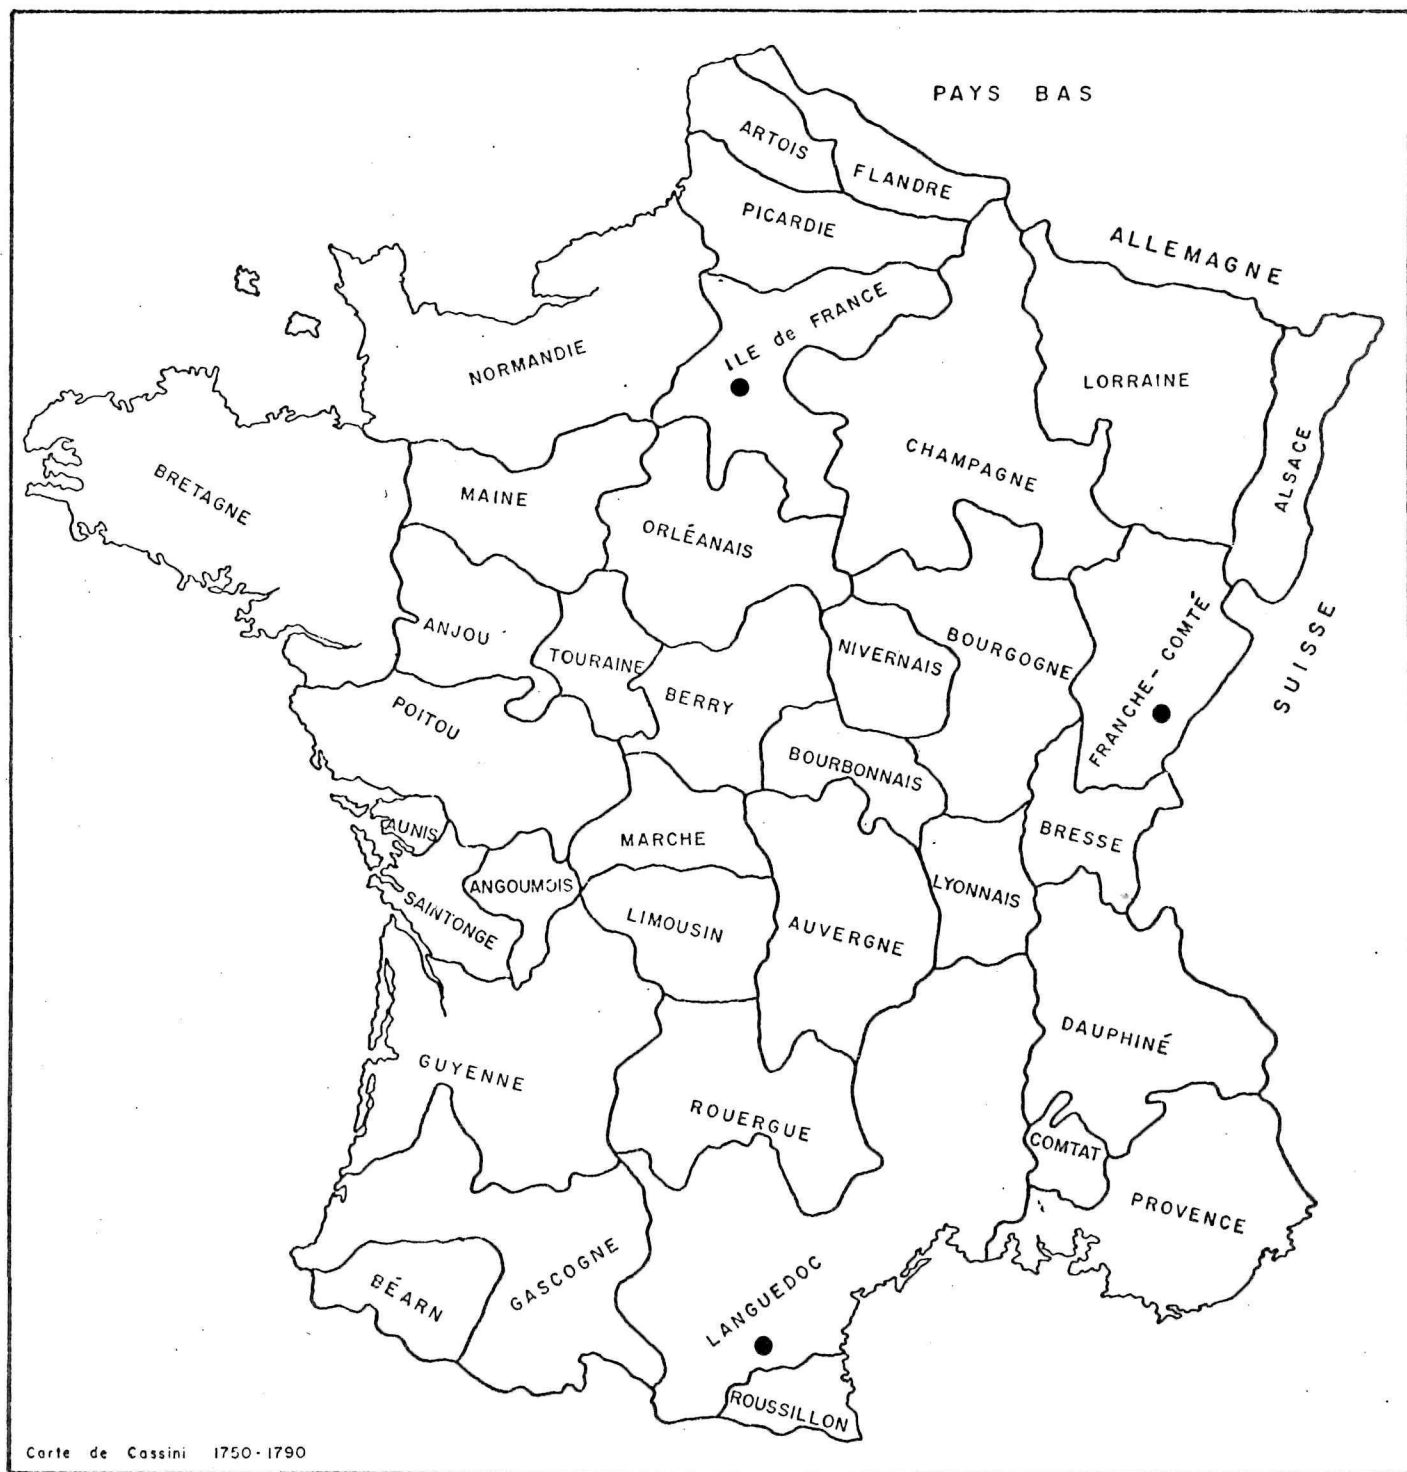 PAYS BAS
ARTOIS
FLANDRE
PICARDIE
ALLEMAGNE
ILE de FRANCE
NORMANDIE
LORRAINE
CHAMPAGNE
ALSACE
BRETAGNE
MAINE
ORLÉANAIS
SUISSE
ANJOU
TOURAINE
NIVERNAIS
BOURGOGNE
FRANCHE-COMTÉ
BERRY
POITOU
BOURBONNAIS
AUNIS
MARCHE
BRESSE
ANGOUMOIS
LYONNAIS
SAINTONGE
LIMOUSIN
AUVERGNE
DAUPHINÉ
GUYENNE
ROUERGUE
COMTAT
PROVENCE
GASCOGNE
BÉARN
LANGUEDOC
ROUSSILLON
Carte de Cassini 1750-1790